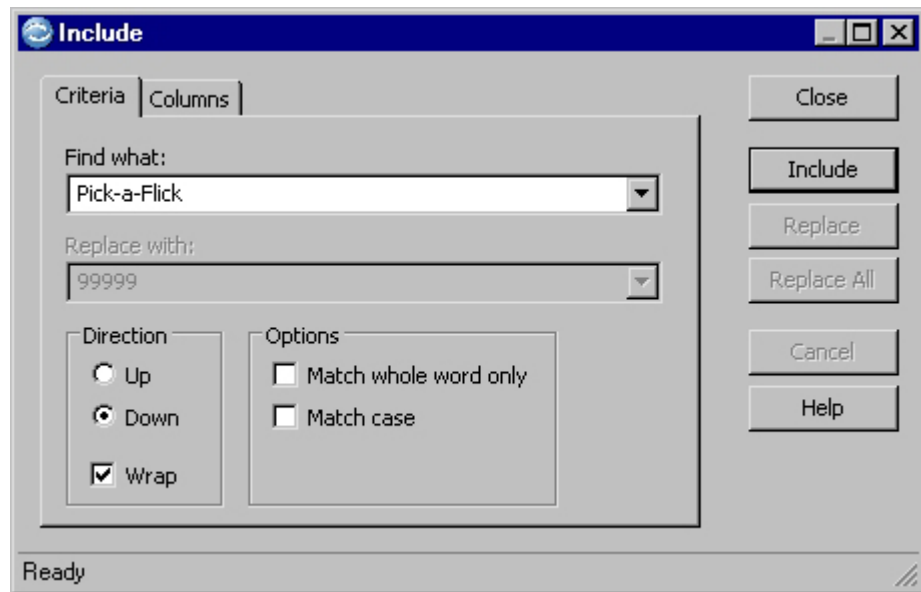 Include
Criteria
Columns
Find what:
Pick-a-Flick
Replace with:
99999
Direction
Up
Down
Wrap
Options
Match whole word only
Match case
Close
Include
Replace
Replace All
Cancel
Help
Ready